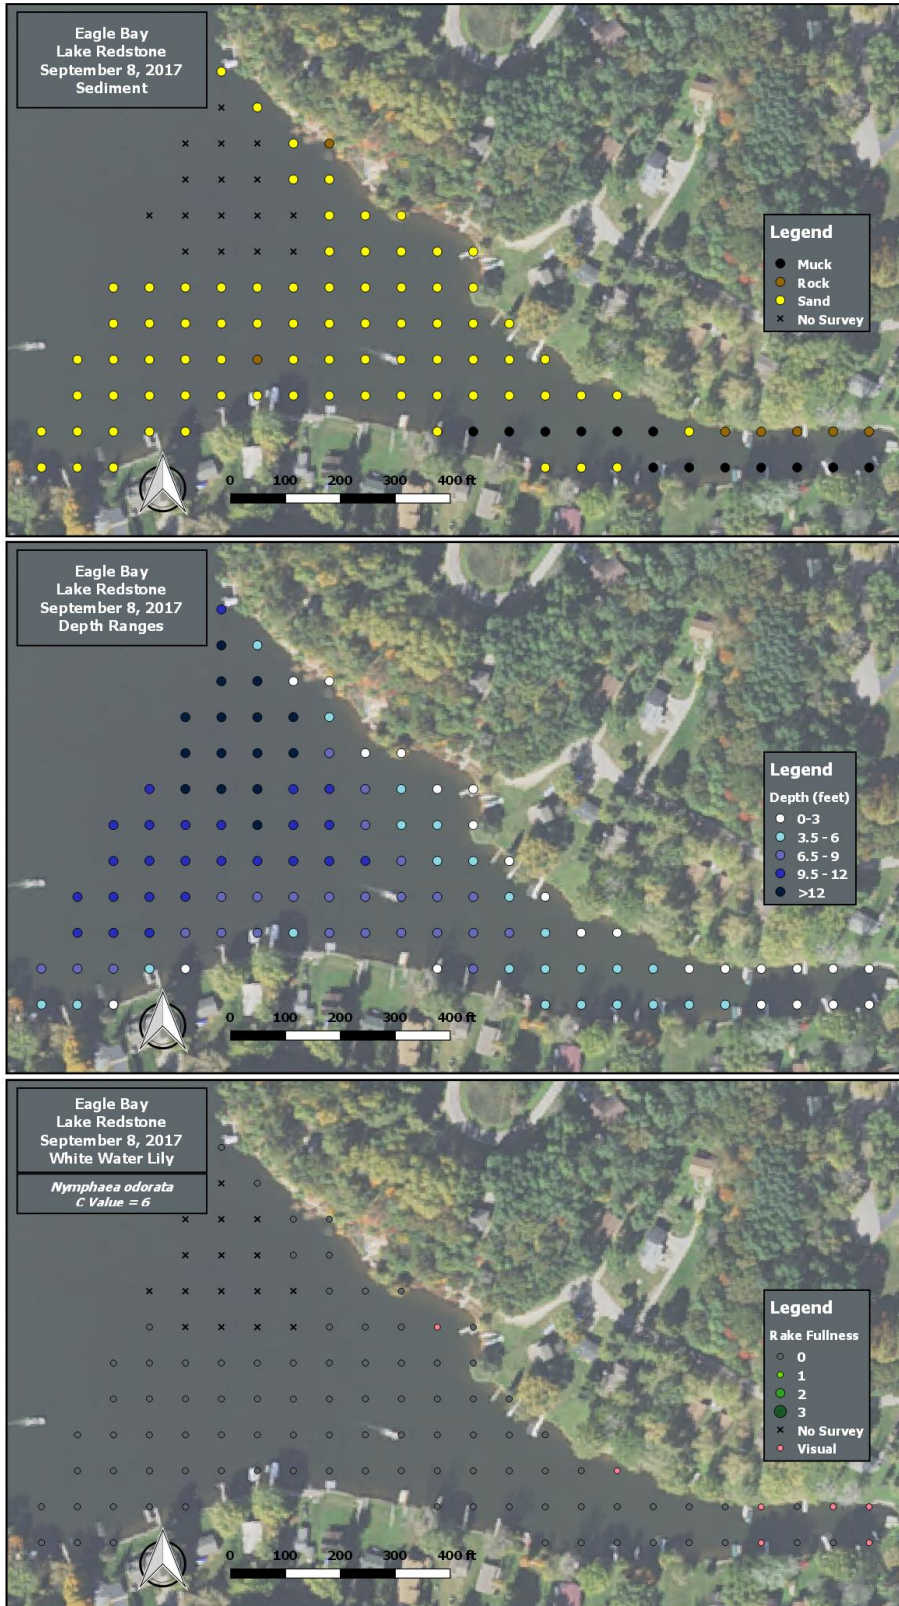 Eagle Bay
Lake Redstone
September 8, 2017
Sediment
Legend
Muck
Rock
Sand
No Survey
0 100 200 300 400 ft
Eagle Bay
Lake Redstone
September 8, 2017
Depth Ranges
Legend
Depth (feet)
0-3
3.5 - 6
6.5 - 9
9.5 - 12
>12
0 100 200 300 400 ft
Eagle Bay
Lake Redstone
September 8, 2017
White Water Lily
Nymphaea odorata
C Value = 6
Legend
Rake Fullness
0
1
2
3
No Survey
Visual
0 100 200 300 400 ft